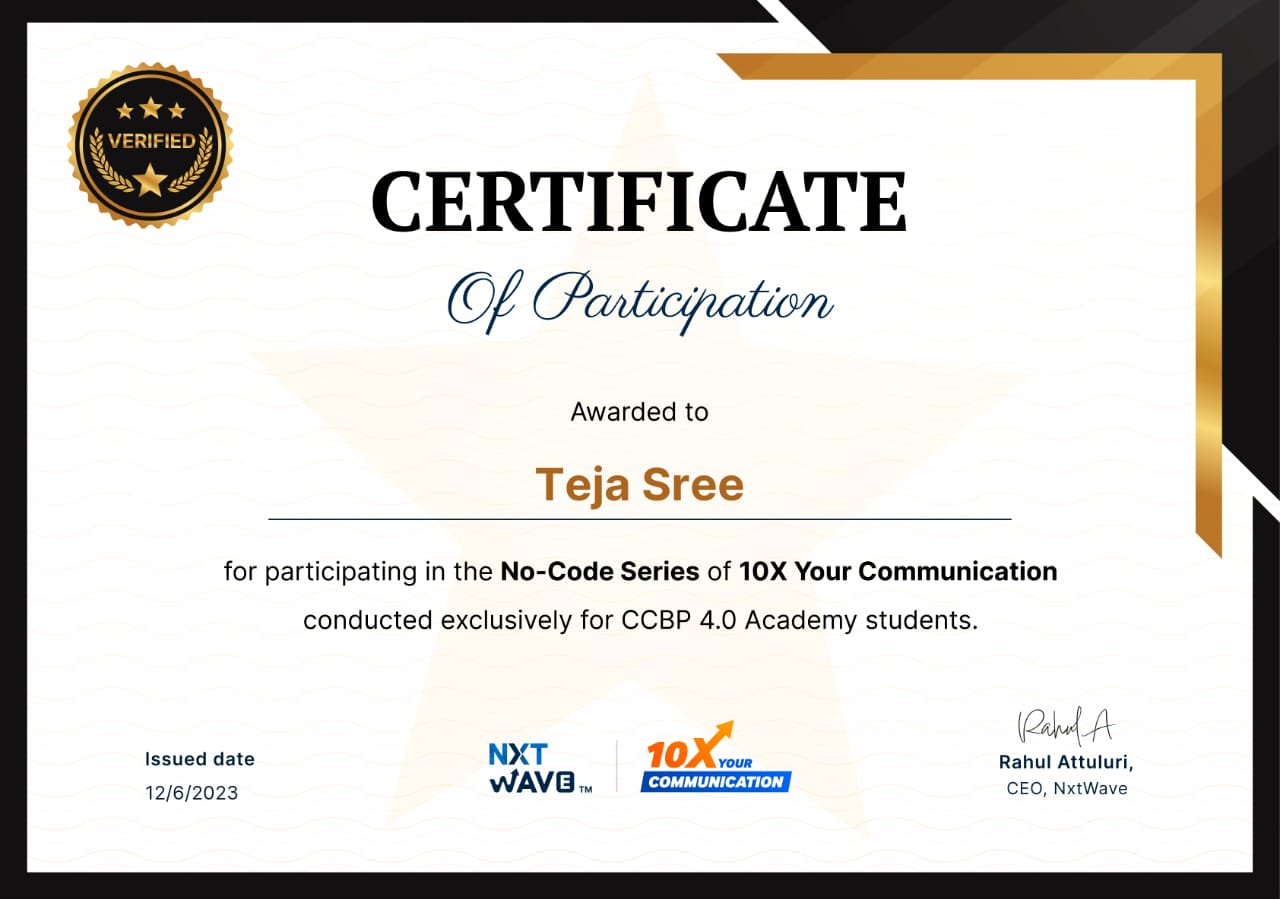 VERIFIED
CERTIFICATE
Of Participation
Awarded to
Teja Sree
for participating in the No-Code Series of 10X Your Communication
conducted exclusively for CCBP 4.0 Academy students.
Issued date
12/6/2023
NXT
WAVE™
10X YOUR
COMMUNICATION
Rahul A
Rahul Attuluri,
CEO, NxtWave